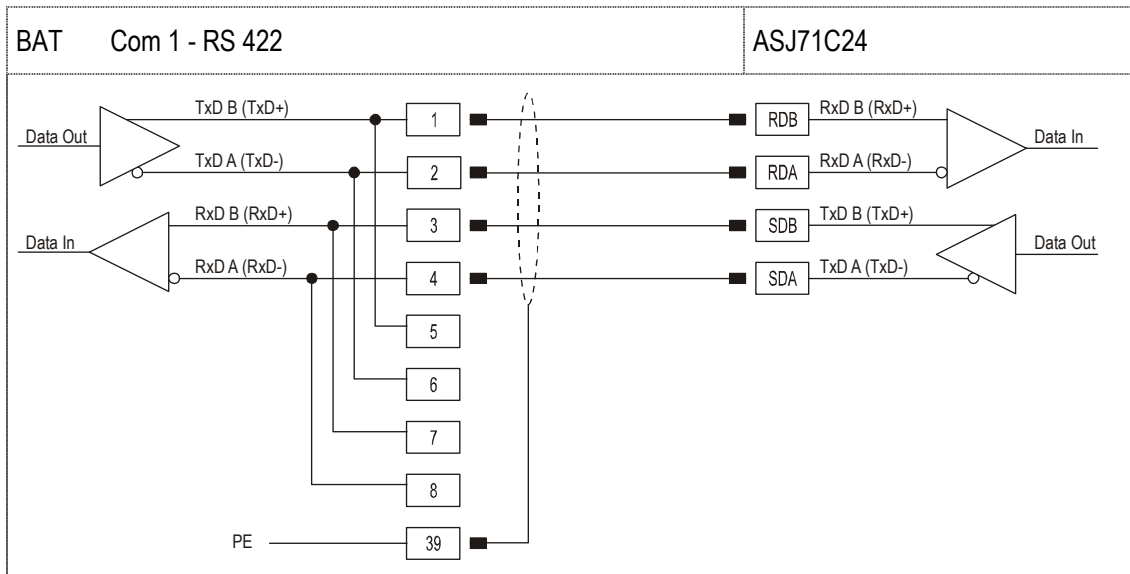 BAT Com 1 - RS 422 ASJ71C24
TxD B (TxD+) 1 RDB RxD B (RxD+)
Data Out Data In
TxD A (TxD-) 2 RDA RxD A (RxD-)
RxD B (RxD+) 3 SDB TxD B (TxD+)
Data In Data Out
RxD A (RxD-) 4 SDA TxD A (TxD-)
5
6
7
8
PE 39